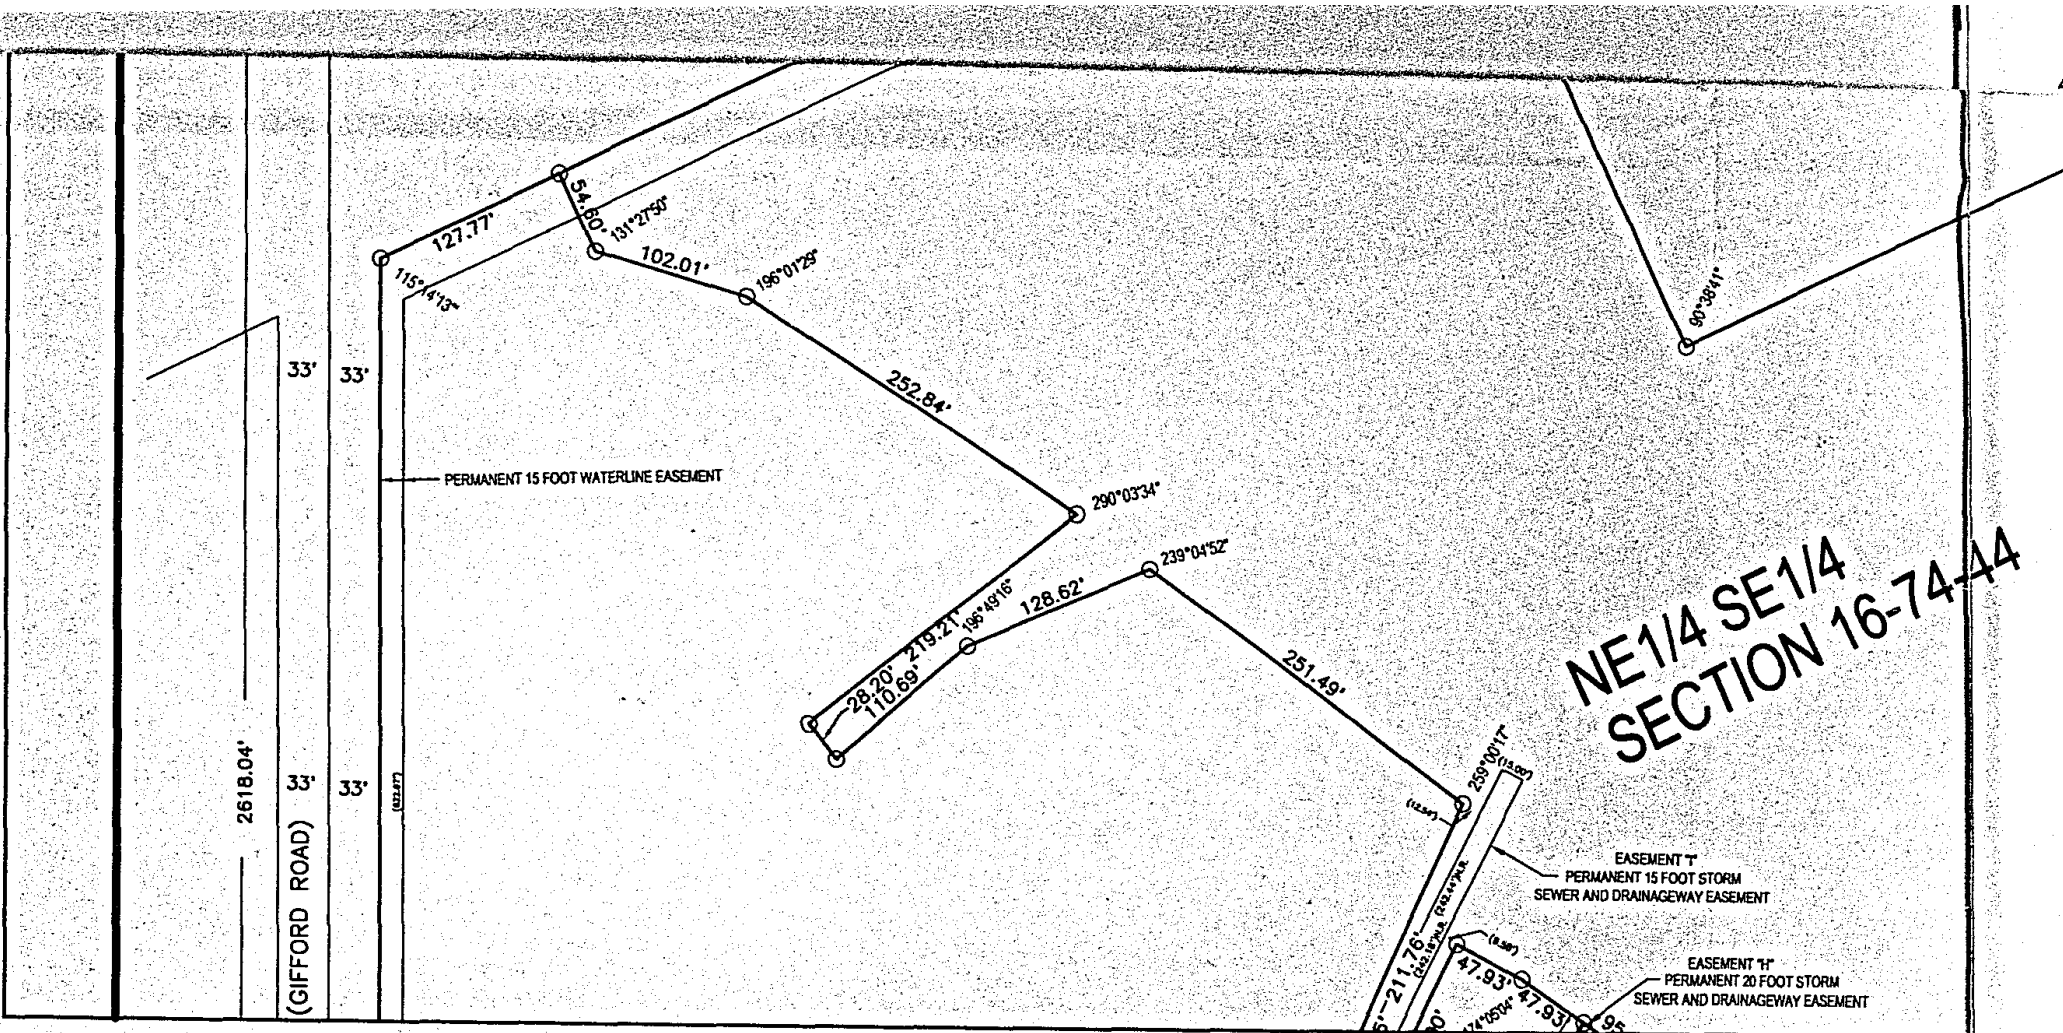 54.60'
127.77'
131°27'50"
102.01'
196°01'29"
115°14'13"
90°38'41"
33'
33'
252.84'
PERMANENT 15 FOOT WATERLINE EASEMENT
290°03'34"
239°04'52"
128.62'
196°49'16"
219.21'
28.20'
110.69'
251.49'
NE1/4 SE1/4
SECTION 16-74-44
2618.04'
33'
33'
(GIFFORD ROAD)
259°00'17"
(15.00')
EASEMENT "I"
PERMANENT 15 FOOT STORM
SEWER AND DRAINAGEWAY EASEMENT
211.76'
(242.44')N.R.
47.93'
47.93'
EASEMENT "H"
PERMANENT 20 FOOT STORM
SEWER AND DRAINAGEWAY EASEMENT